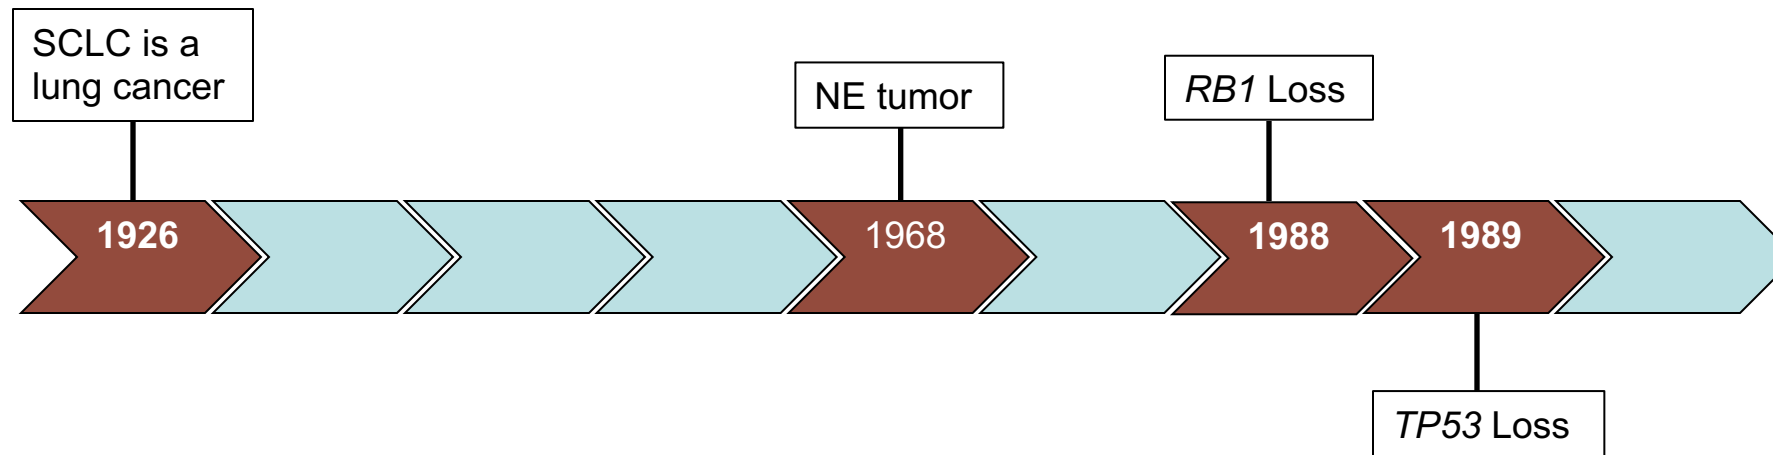 SCLC is a
lung cancer
NE tumor
RB1 Loss
1926
1968
1988
1989
TP53 Loss